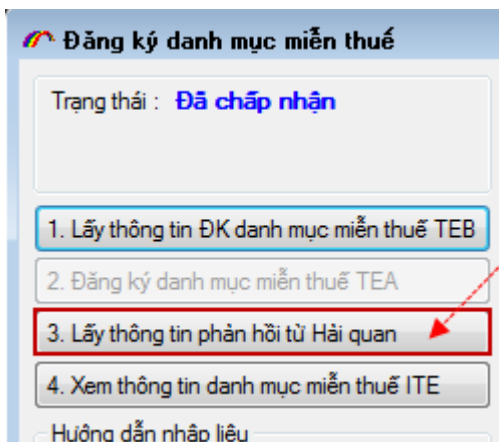 Đăng ký danh mục miễn thuế
Trạng thái : Đã chấp nhận
1. Lấy thông tin ĐK danh mục miễn thuế TEB
2. Đăng ký danh mục miễn thuế TEA
3. Lấy thông tin phản hồi từ Hải quan
4. Xem thông tin danh mục miễn thuế ITE
Hướng dẫn nhập liệu